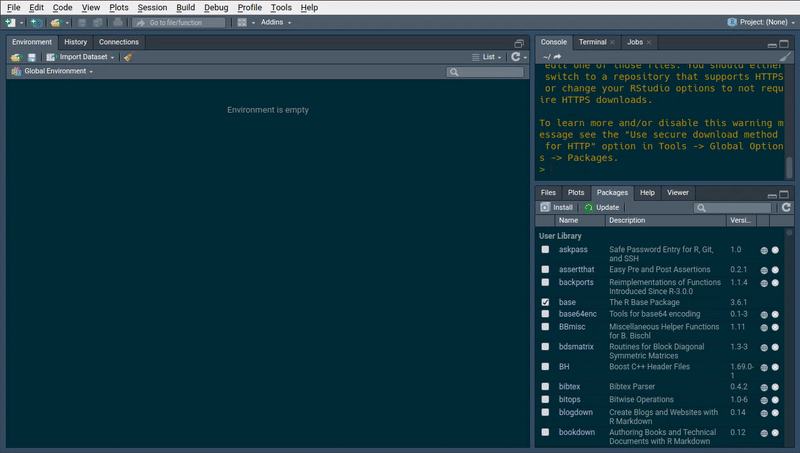 File Edit Code View Plots Session Build Debug Profile Tools Help
Go to file/function Addins Project: (None)
Environment History Connections
Import Dataset List
Global Environment
Environment is empty
Console Terminal Jobs
~/
edit one of those files. You should either
switch to a repository that supports HTTPS
or change your RStudio options to not requ
ire HTTPS downloads.
To learn more and/or disable this warning m
essage see the "Use secure download method
for HTTP" option in Tools -> Global Option
s -> Packages.
>
Files Plots Packages Help Viewer
Install Update
Name Description Versi...
User Library
askpass Safe Password Entry for R, Git, 1.0
and SSH
assertthat Easy Pre and Post Assertions 0.2.1
backports Reimplementations of Functions 1.1.4
Introduced Since R-3.0.0
base The R Base Package 3.6.1
base64enc Tools for base64 encoding 0.1-3
BBmisc Miscellaneous Helper Functions 1.11
for B. Bischl
bdsmatrix Routines for Block Diagonal 1.3-3
Symmetric Matrices
BH Boost C++ Header Files 1.69.0-
1
bibtex Bibtex Parser 0.4.2
bitops Bitwise Operations 1.0-6
blogdown Create Blogs and Websites with 0.14
R Markdown
bookdown Authoring Books and Technical 0.12
Documents with R Markdown